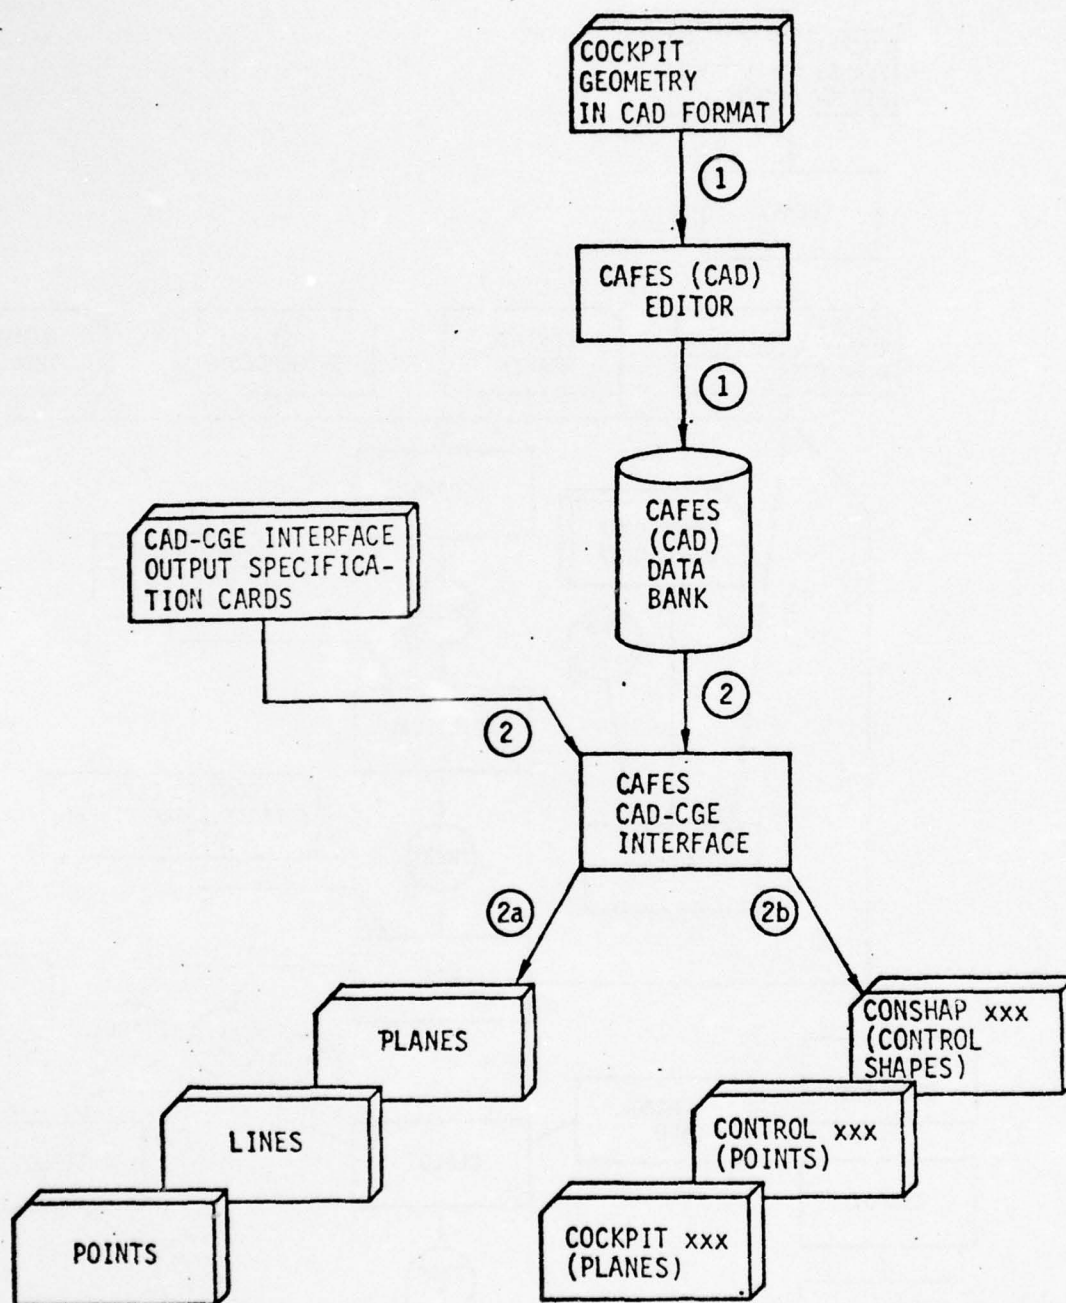 COCKPIT
GEOMETRY
IN CAD FORMAT
1
CAFES (CAD)
EDITOR
1
CAFES
(CAD)
DATA
BANK
CAD-CGE INTERFACE
OUTPUT SPECIFICA-
TION CARDS
2
2
CAFES
CAD-CGE
INTERFACE
2a
2b
PLANES
LINES
POINTS
CONSHAP xxx
(CONTROL
SHAPES)
CONTROL xxx
(POINTS)
COCKPIT xxx
(PLANES)